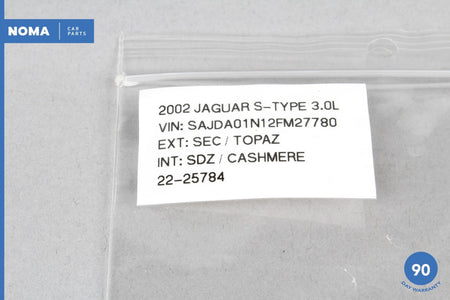 NOMA CAR
PARTS
2002 JAGUAR S-TYPE 3.0L
VIN: SAJDA01N12FM27780
EXT: SEC / TOPAZ
INT: SDZ / CASHMERE
22-25784
90
DAY WARRANTY